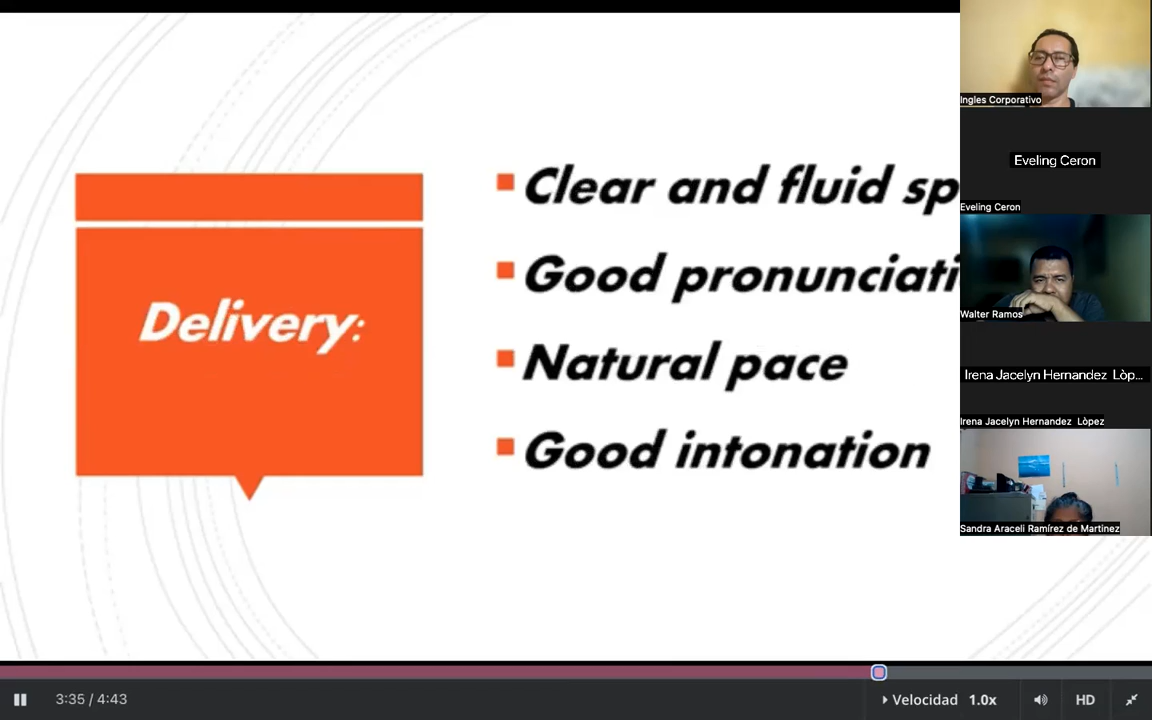 Delivery:
Clear and fluid sp
Good pronunciati
Natural pace
Good intonation
Ingles Corporativo
Eveling Ceron
Eveling Ceron
Walter Ramos
Irena Jacelyn Hernandez Lòp...
Irena Jacelyn Hernandez Lòpez
Sandra Araceli Ramírez de Martinez
3:35 / 4:43
Velocidad 1.0x
HD